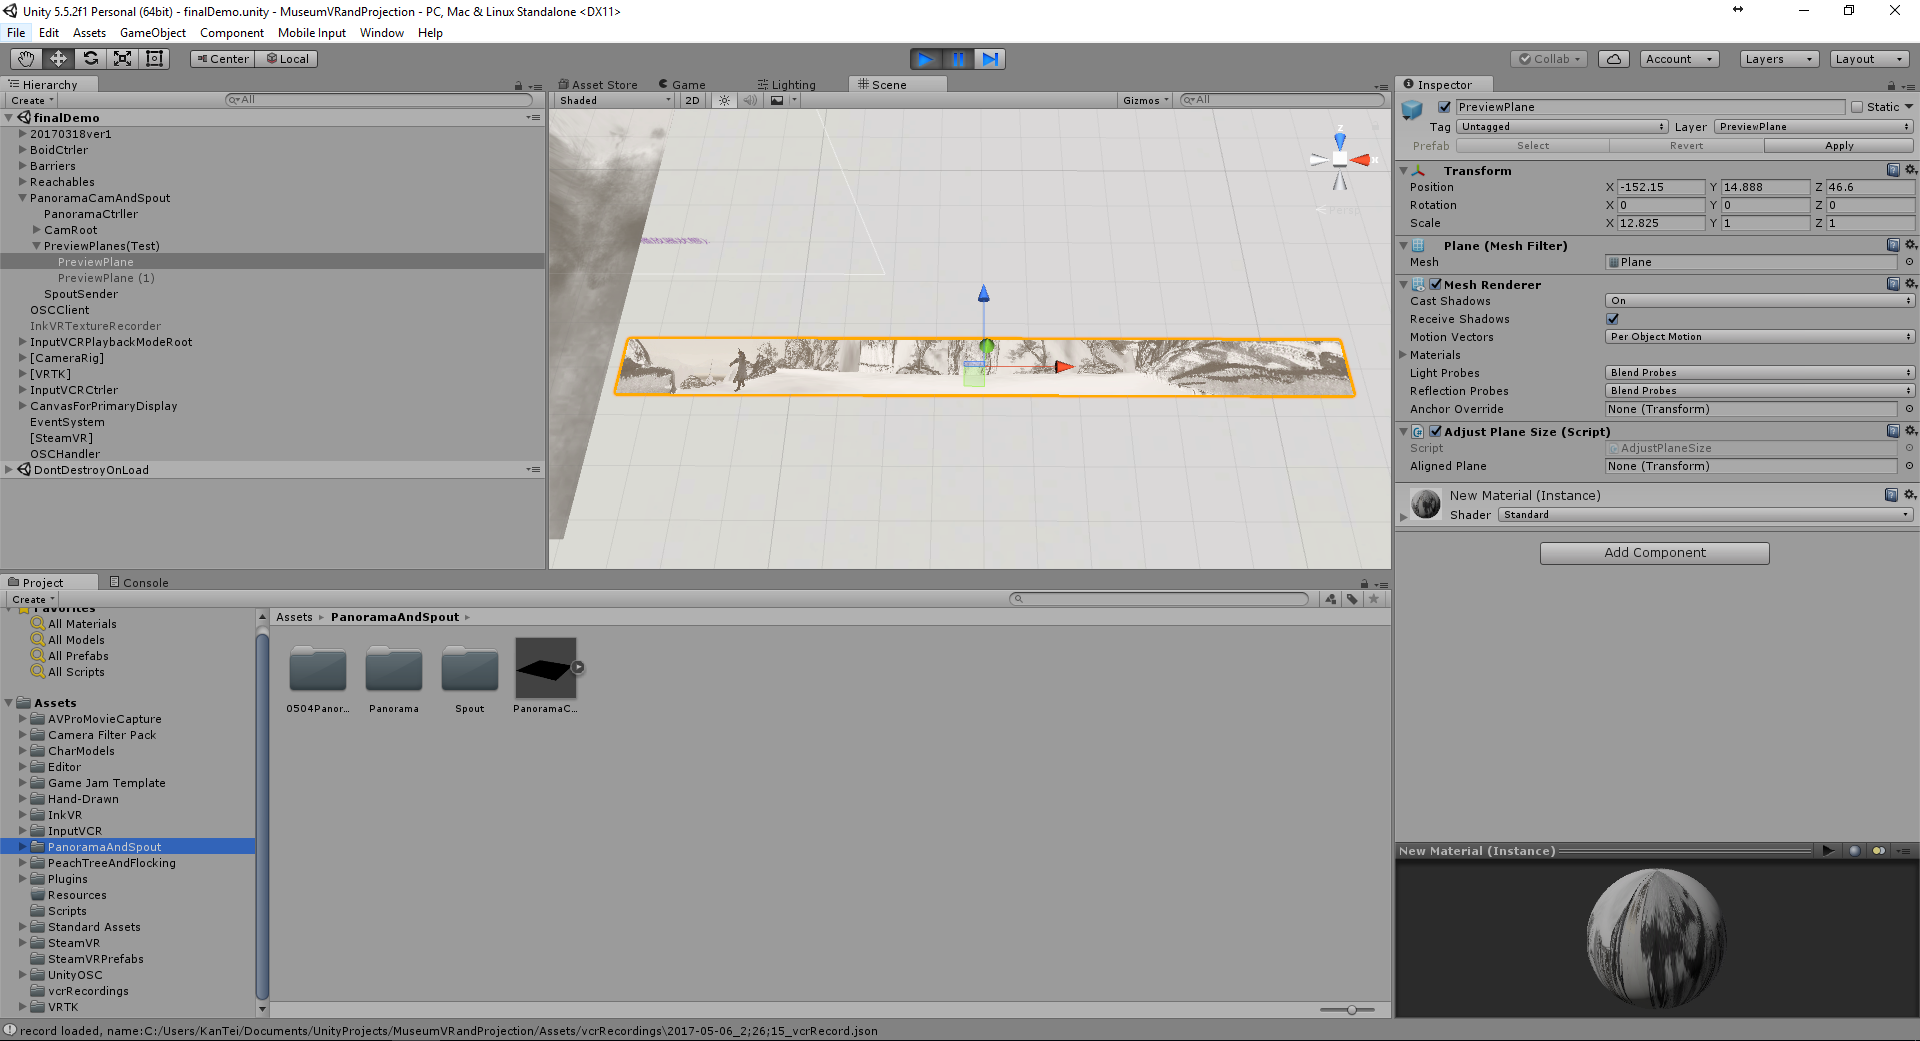 Unity 5.5.2f1 Personal (64bit) - finalDemo.unity - MuseumVRandProjection - PC, Mac & Linux Standalone <DX11>
File Edit Assets GameObject Component Mobile Input Window Help
Center Local
Collab Account Layers Layout
Hierarchy
Create All
finalDemo
20170318ver1
BoidCtrler
Barriers
Reachables
PanoramaCamAndSpout
PanoramaCtrller
CamRoot
PreviewPlanes(Test)
PreviewPlane
PreviewPlane (1)
SpoutSender
OSCClient
InkVRTextureRecorder
InputVCRPlaybackModeRoot
[CameraRig]
[VRTK]
InputVCRCtrler
CanvasForPrimaryDisplay
EventSystem
[SteamVR]
OSCHandler
DontDestroyOnLoad
Asset Store Game Lighting Scene
Shaded 2D Gizmos All
z
x
Persp
Inspector
PreviewPlane Static
Tag Untagged Layer PreviewPlane
Prefab Select Revert Apply
Transform
Position X -152.15 Y 14.888 Z 46.6
Rotation X 0 Y 0 Z 0
Scale X 12.825 Y 1 Z 1
Plane (Mesh Filter)
Mesh Plane
Mesh Renderer
Cast Shadows On
Receive Shadows
Motion Vectors Per Object Motion
Materials
Light Probes Blend Probes
Reflection Probes Blend Probes
Anchor Override None (Transform)
Adjust Plane Size (Script)
Script AdjustPlaneSize
Aligned Plane None (Transform)
New Material (Instance)
Shader Standard
Add Component
New Material (Instance)
Project Console
Create
Favorites
All Materials
All Models
All Prefabs
All Scripts
Assets
AVProMovieCapture
Camera Filter Pack
CharModels
Editor
Game Jam Template
Hand-Drawn
InkVR
InputVCR
PanoramaAndSpout
PeachTreeAndFlocking
Plugins
Resources
Scripts
Standard Assets
SteamVR
SteamVRPrefabs
UnityOSC
vcrRecordings
VRTK
Assets PanoramaAndSpout
0504Panor... Panorama Spout PanoramaC...
record loaded, name:C:/Users/KanTei/Documents/UnityProjects/MuseumVRandProjection/Assets/vcrRecordings\2017-05-06_2;26;15_vcrRecord.json